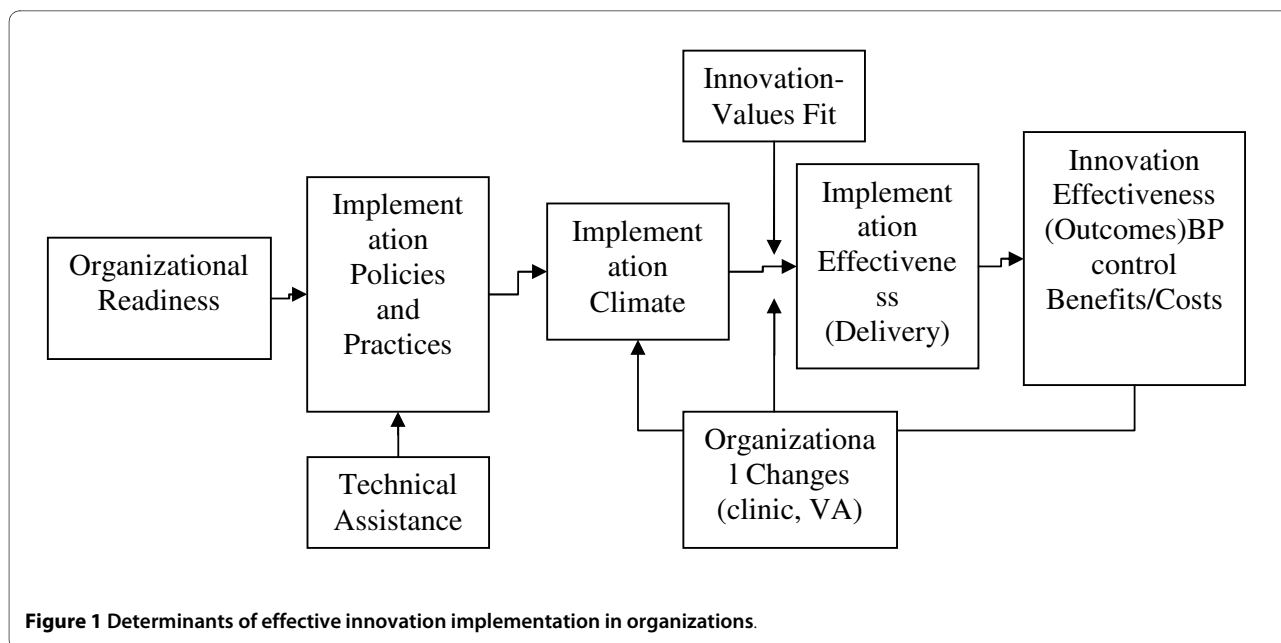 Innovation-
Values Fit
Organizational
Readiness
Implement
ation
Policies
and
Practices
Implement
ation
Climate
Implement
ation
Effectivene
ss
(Delivery)
Innovation
Effectiveness
(Outcomes)BP
control
Benefits/Costs
Technical
Assistance
Organizationa
l Changes
(clinic, VA)
Figure 1 Determinants of effective innovation implementation in organizations.